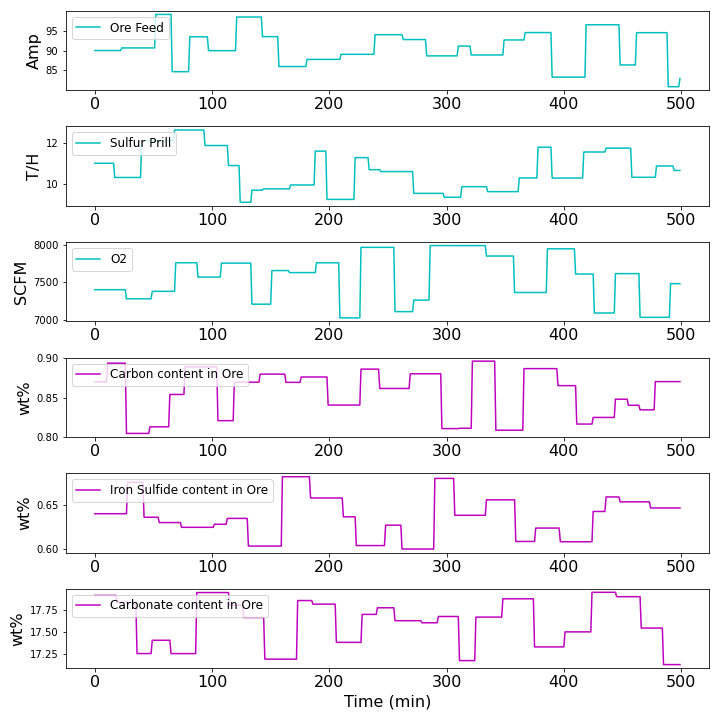 Ore Feed
Amp
95
90
85
0 100 200 300 400 500
Sulfur Prill
T/H
12
10
0 100 200 300 400 500
O2
SCFM
8000
7500
7000
0 100 200 300 400 500
Carbon content in Ore
wt%
0.90
0.85
0.80
0 100 200 300 400 500
Iron Sulfide content in Ore
wt%
0.65
0.60
0 100 200 300 400 500
Carbonate content in Ore
wt%
17.75
17.50
17.25
0 100 200 300 400 500
Time (min)